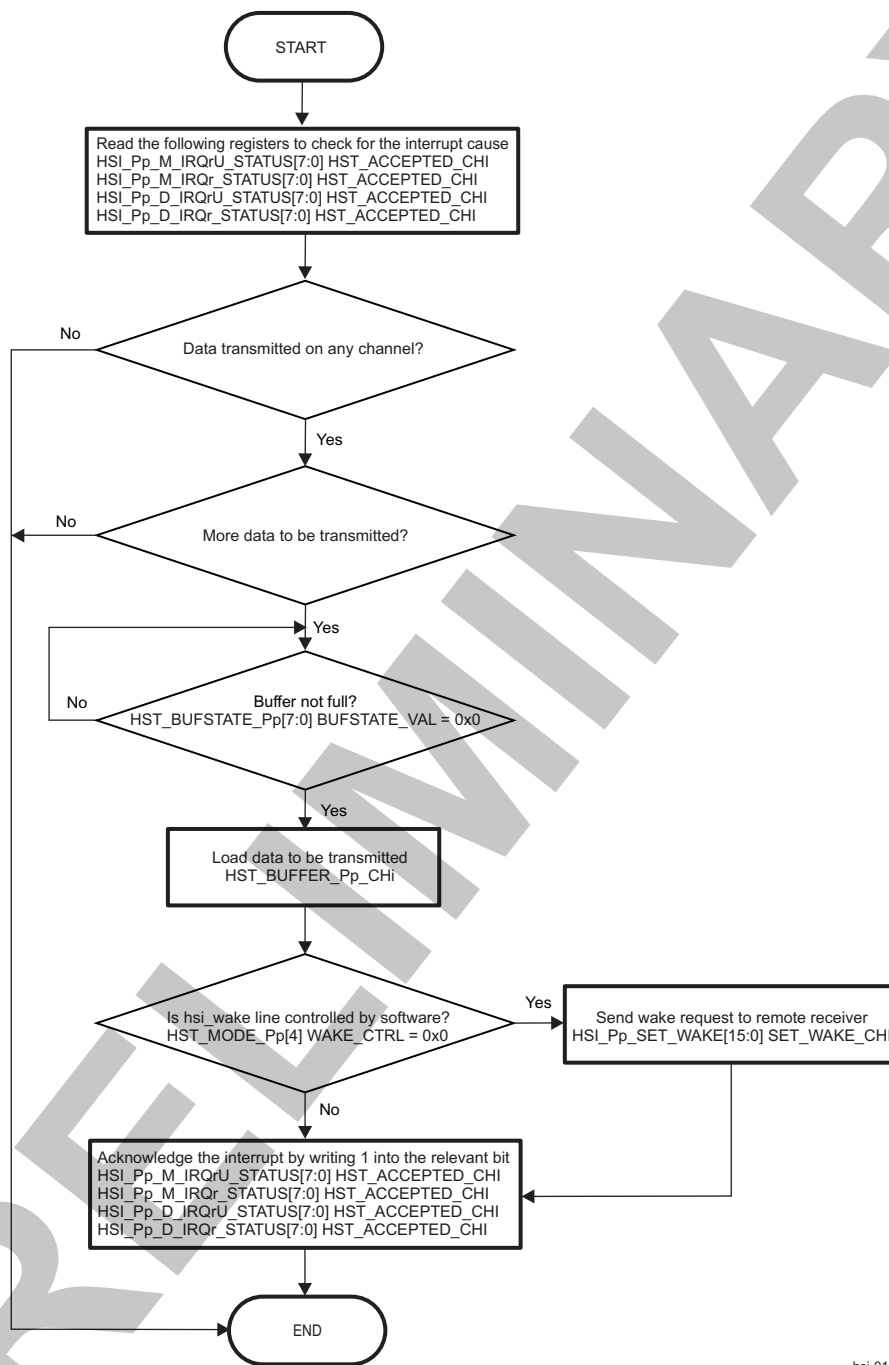 START
Read the following registers to check for the interrupt cause
HSI_Pp_M_IRQrU_STATUS[7:0] HST_ACCEPTED_CHI
HSI_Pp_M_IRQr_STATUS[7:0] HST_ACCEPTED_CHI
HSI_Pp_D_IRQrU_STATUS[7:0] HST_ACCEPTED_CHI
HSI_Pp_D_IRQr_STATUS[7:0] HST_ACCEPTED_CHI
No
Data transmitted on any channel?
Yes
No
More data to be transmitted?
Yes
Buffer not full?
No
HST_BUFSTATE_Pp[7:0] BUFSTATE_VAL = 0x0
Yes
Load data to be transmitted
HST_BUFFER_Pp_CHi
Is hsi_wake line controlled by software?
HST_MODE_Pp[4] WAKE_CTRL = 0x0
Yes
Send wake request to remote receiver
HSI_Pp_SET_WAKE[15:0] SET_WAKE_CHI
No
Acknowledge the interrupt by writing 1 into the relevant bit
HSI_Pp_M_IRQrU_STATUS[7:0] HST_ACCEPTED_CHI
HSI_Pp_M_IRQr_STATUS[7:0] HST_ACCEPTED_CHI
HSI_Pp_D_IRQrU_STATUS[7:0] HST_ACCEPTED_CHI
HSI_Pp_D_IRQr_STATUS[7:0] HST_ACCEPTED_CHI
END